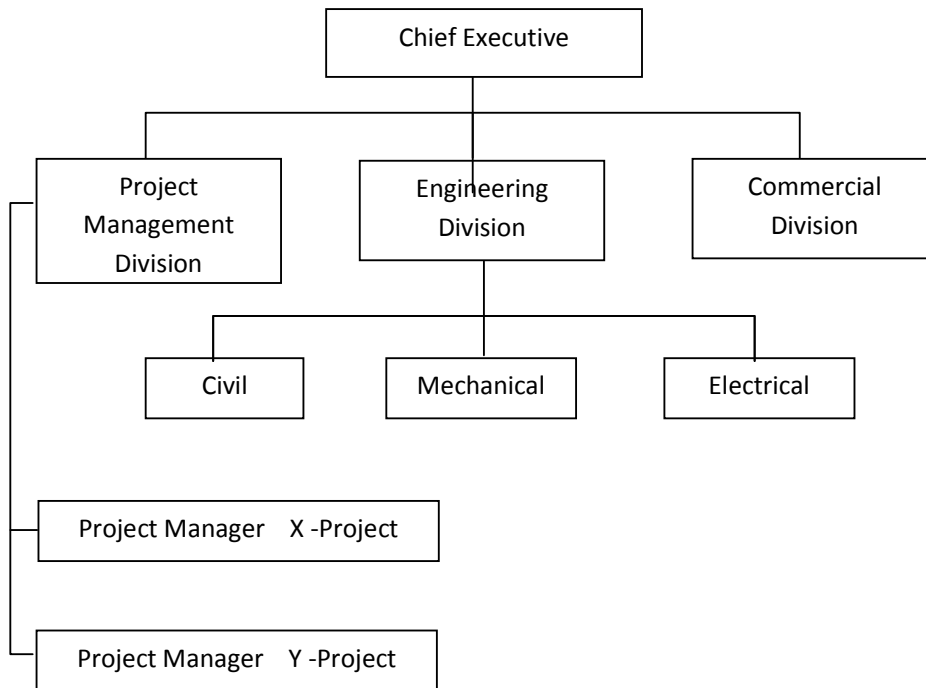 Chief Executive
Project
Management
Division
Engineering
Division
Commercial
Division
Civil
Mechanical
Electrical
Project Manager X -Project
Project Manager Y -Project